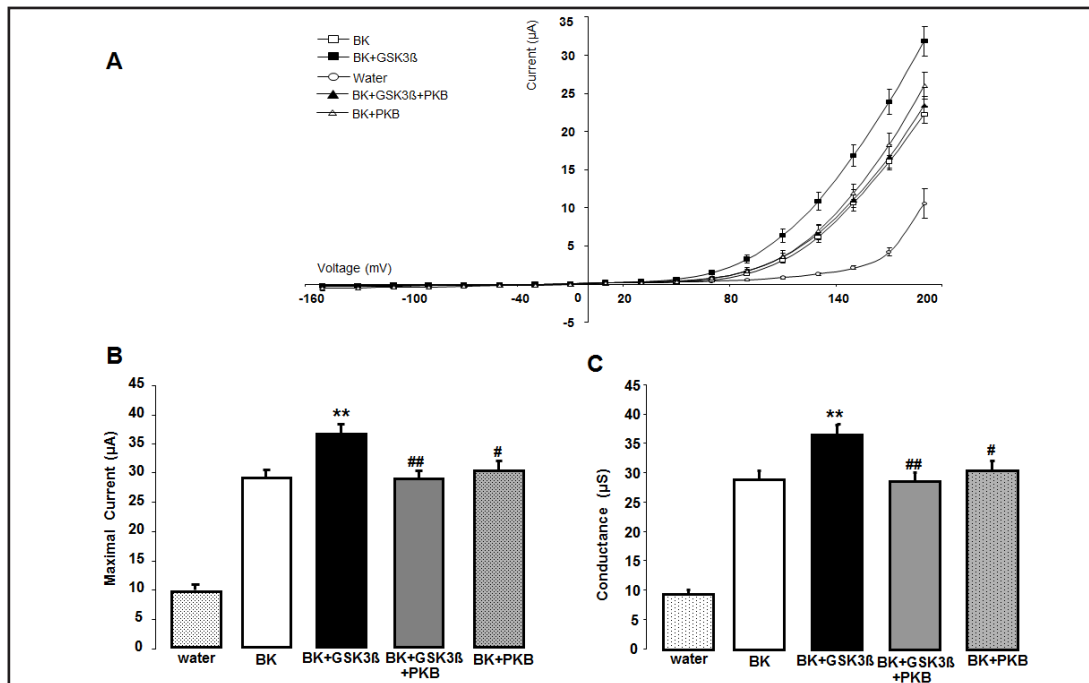 A
BK
BK+GSK3ß
Water
BK+GSK3ß+PKB
BK+PKB
Current (µA)
35
30
25
20
15
10
5
-5
Voltage (mV)
-160
-100
-40
0
20
80
140
200
B
Maximal Current (µA)
45
40
35
30
25
20
15
10
5
0
**
##
#
water
BK
BK+GSK3ß
BK+GSK3ß
+PKB
BK+PKB
C
Conductance (µS)
45
40
35
30
25
20
15
10
5
0
**
##
#
water
BK
BK+GSK3ß
BK+GSK3ß
+PKB
BK+PKB